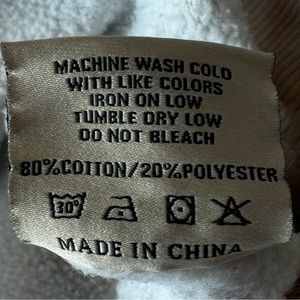 MACHINE WASH COLD
WITH LIKE COLORS
IRON ON LOW
TUMBLE DRY LOW
DO NOT BLEACH
80%COTTON/20%POLYESTER
30°
MADE IN CHINA